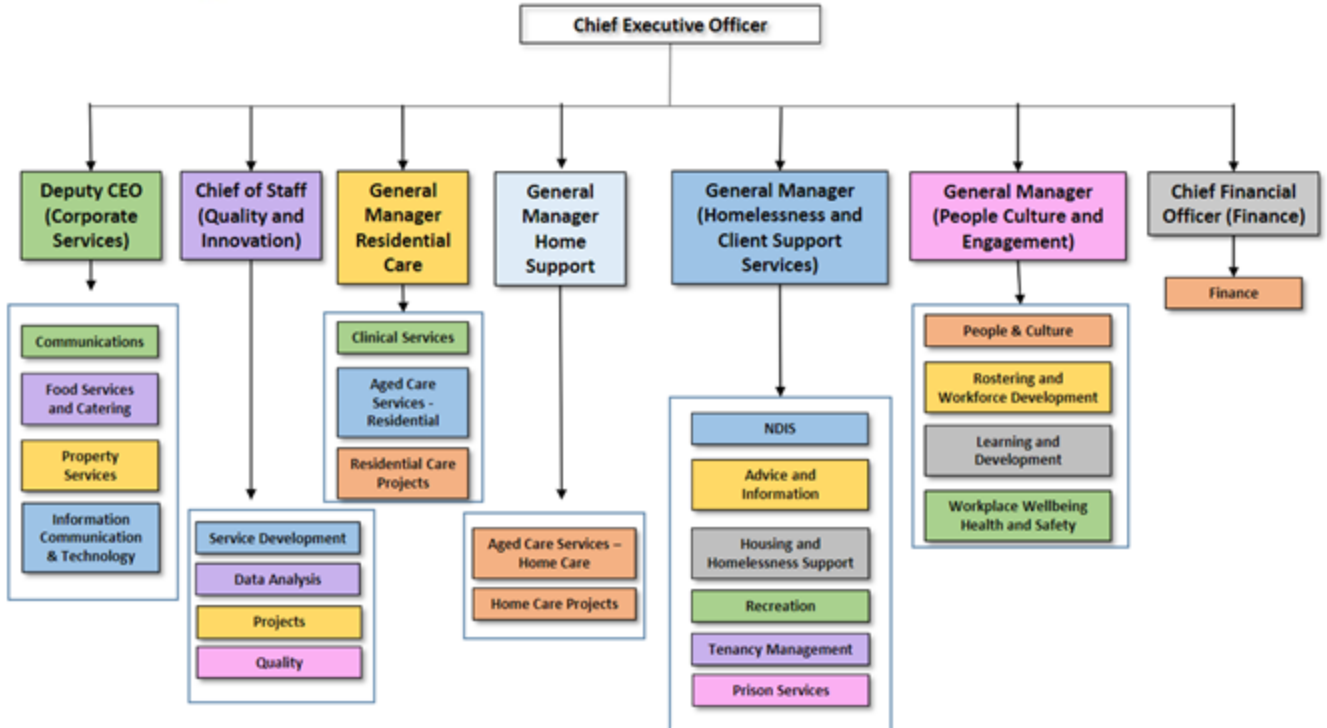 Chief Executive Officer
Deputy CEO
(Corporate
Services)
Chief of Staff
(Quality and
Innovation)
General
Manager
Residential
Care
General
Manager
Home
Support
General Manager
(Homelessness and
Client Support
Services)
General Manager
(People Culture and
Engagement)
Chief Financial
Officer (Finance)
Communications
Food Services
and Catering
Property
Services
Information
Communication
& Technology
Service Development
Data Analysis
Projects
Quality
Clinical Services
Aged Care
Services -
Residential
Residential Care
Projects
Aged Care Services –
Home Care
Home Care Projects
NDIS
Advice and
Information
Housing and
Homelessness Support
Recreation
Tenancy Management
Prison Services
People & Culture
Rostering and
Workforce Development
Learning and
Development
Workplace Wellbeing
Health and Safety
Finance